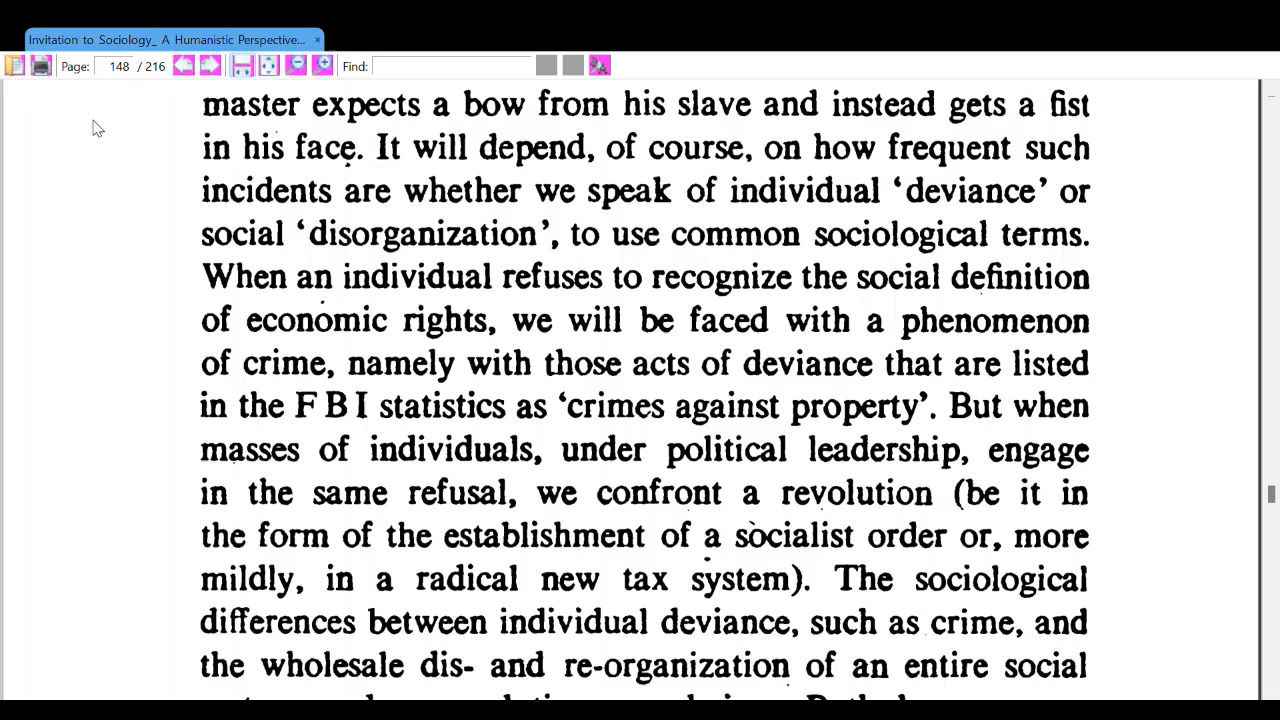 Invitation to Sociology_ A Humanistic Perspective... ×
Page: 148 / 216 Find:
master expects a bow from his slave and instead gets a fist
in his face. It will depend, of course, on how frequent such
incidents are whether we speak of individual ‘deviance’ or
social ‘disorganization’, to use common sociological terms.
When an individual refuses to recognize the social definition
of economic rights, we will be faced with a phenomenon
of crime, namely with those acts of deviance that are listed
in the F B I statistics as ‘crimes against property’. But when
masses of individuals, under political leadership, engage
in the same refusal, we confront a revolution (be it in
the form of the establishment of a socialist order or, more
mildly, in a radical new tax system). The sociological
differences between individual deviance, such as crime, and
the wholesale dis- and re-organization of an entire social